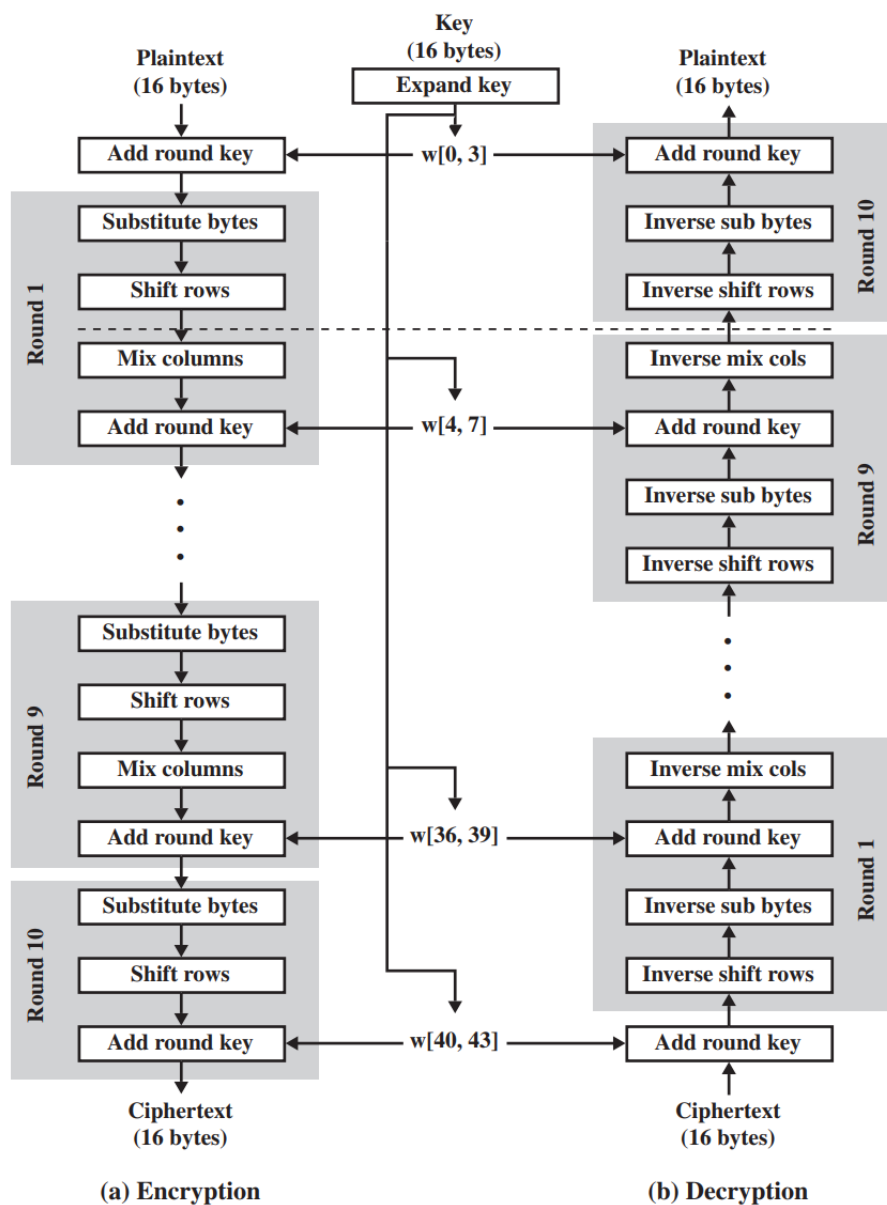 Key
(16 bytes)
Plaintext
(16 bytes)
Expand key
Plaintext
(16 bytes)
Add round key
w[0, 3]
Add round key
Round 1
Substitute bytes
Shift rows
Mix columns
Add round key
w[4, 7]
Inverse sub bytes
Inverse shift rows
Round 10
Inverse mix cols
Add round key
Inverse sub bytes
Inverse shift rows
Round 9
Round 9
Substitute bytes
Shift rows
Mix columns
Add round key
w[36, 39]
Inverse mix cols
Add round key
Inverse sub bytes
Inverse shift rows
Round 1
Round 10
Substitute bytes
Shift rows
Add round key
w[40, 43]
Add round key
Ciphertext
(16 bytes)
Ciphertext
(16 bytes)
(a) Encryption
(b) Decryption